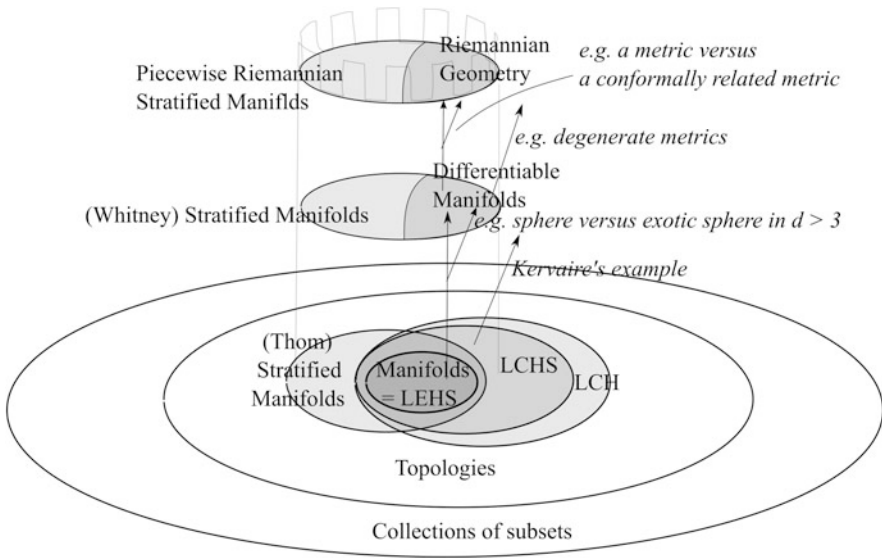 Riemannian
Geometry
e.g. a metric versus
a conformally related metric
Piecewise Riemannian
Stratified Maniflds
e.g. degenerate metrics
Differentiable
Manifolds
(Whitney) Stratified Manifolds
e.g. sphere versus exotic sphere in d > 3
Kervaire's example
(Thom)
Stratified
Manifolds
Manifolds
= LEHS
LCHS
LCH
Topologies
Collections of subsets